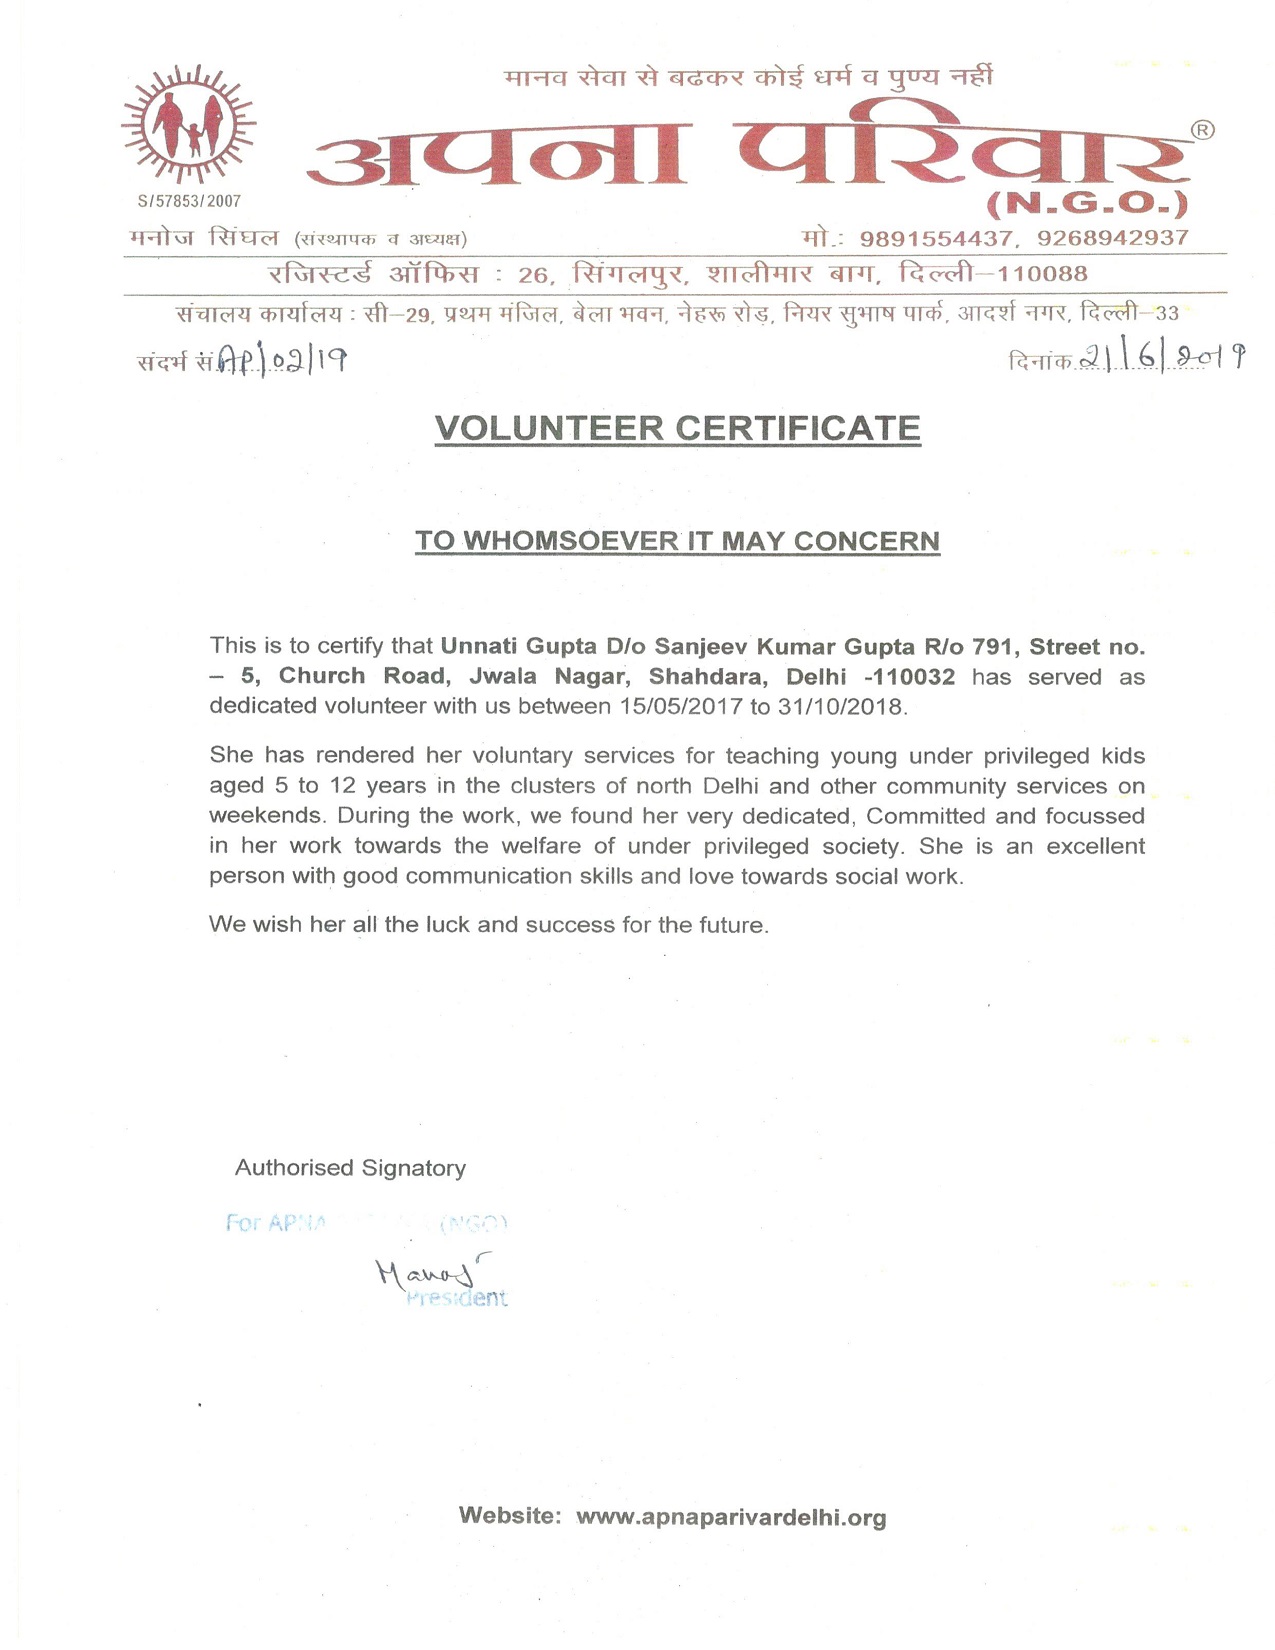 मानव सेवा से बढकर कोई धर्म व पुण्य नहीं
अपना परिवार ®
(N.G.O.)
S/57853/2007
मनोज सिंघल (संस्थापक व अध्यक्ष) मो.: 9891554437, 9268942937
रजिस्टर्ड ऑफिस : 26, सिंगलपुर, शालीमार बाग, दिल्ली–110088
संचालय कार्यालय : सी–29, प्रथम मंजिल, बेला भवन, नेहरू रोड़, नियर सुभाष पार्क, आदर्श नगर, दिल्ली–33
संदर्भ सं. AP/02/19 दिनांक 21/6/2019
VOLUNTEER CERTIFICATE
TO WHOMSOEVER IT MAY CONCERN
This is to certify that Unnati Gupta D/o Sanjeev Kumar Gupta R/o 791, Street no.
– 5, Church Road, Jwala Nagar, Shahdara, Delhi -110032 has served as
dedicated volunteer with us between 15/05/2017 to 31/10/2018.
She has rendered her voluntary services for teaching young under privileged kids
aged 5 to 12 years in the clusters of north Delhi and other community services on
weekends. During the work, we found her very dedicated, Committed and focussed
in her work towards the welfare of under privileged society. She is an excellent
person with good communication skills and love towards social work.
We wish her all the luck and success for the future.
Authorised Signatory
For APNA (NGO)
Manoj
President
Website: www.apnaparivardelhi.org